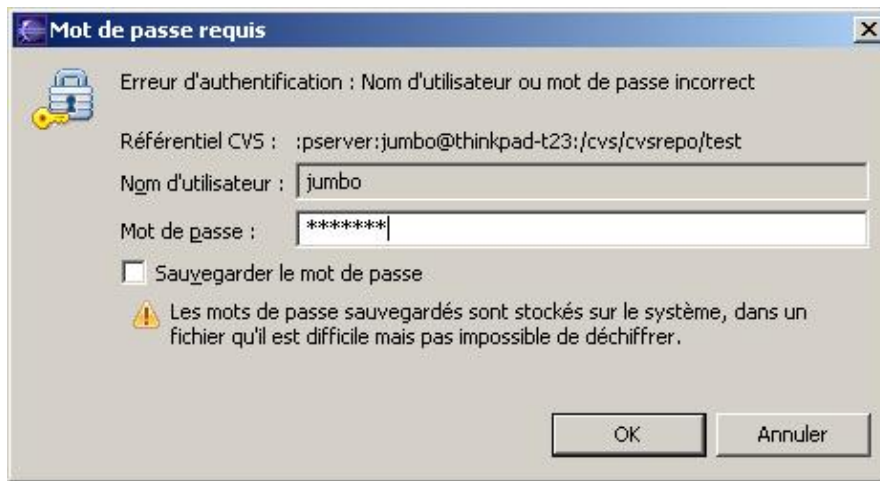 Mot de passe requis
Erreur d'authentification : Nom d'utilisateur ou mot de passe incorrect
Référentiel CVS : :pserver:jumbo@thinkpad-t23:/cvs/cvsrepo/test
Nom d'utilisateur : jumbo
Mot de passe : *******
Sauvegarder le mot de passe
Les mots de passe sauvegardés sont stockés sur le système, dans un
fichier qu'il est difficile mais pas impossible de déchiffrer.
OK Annuler